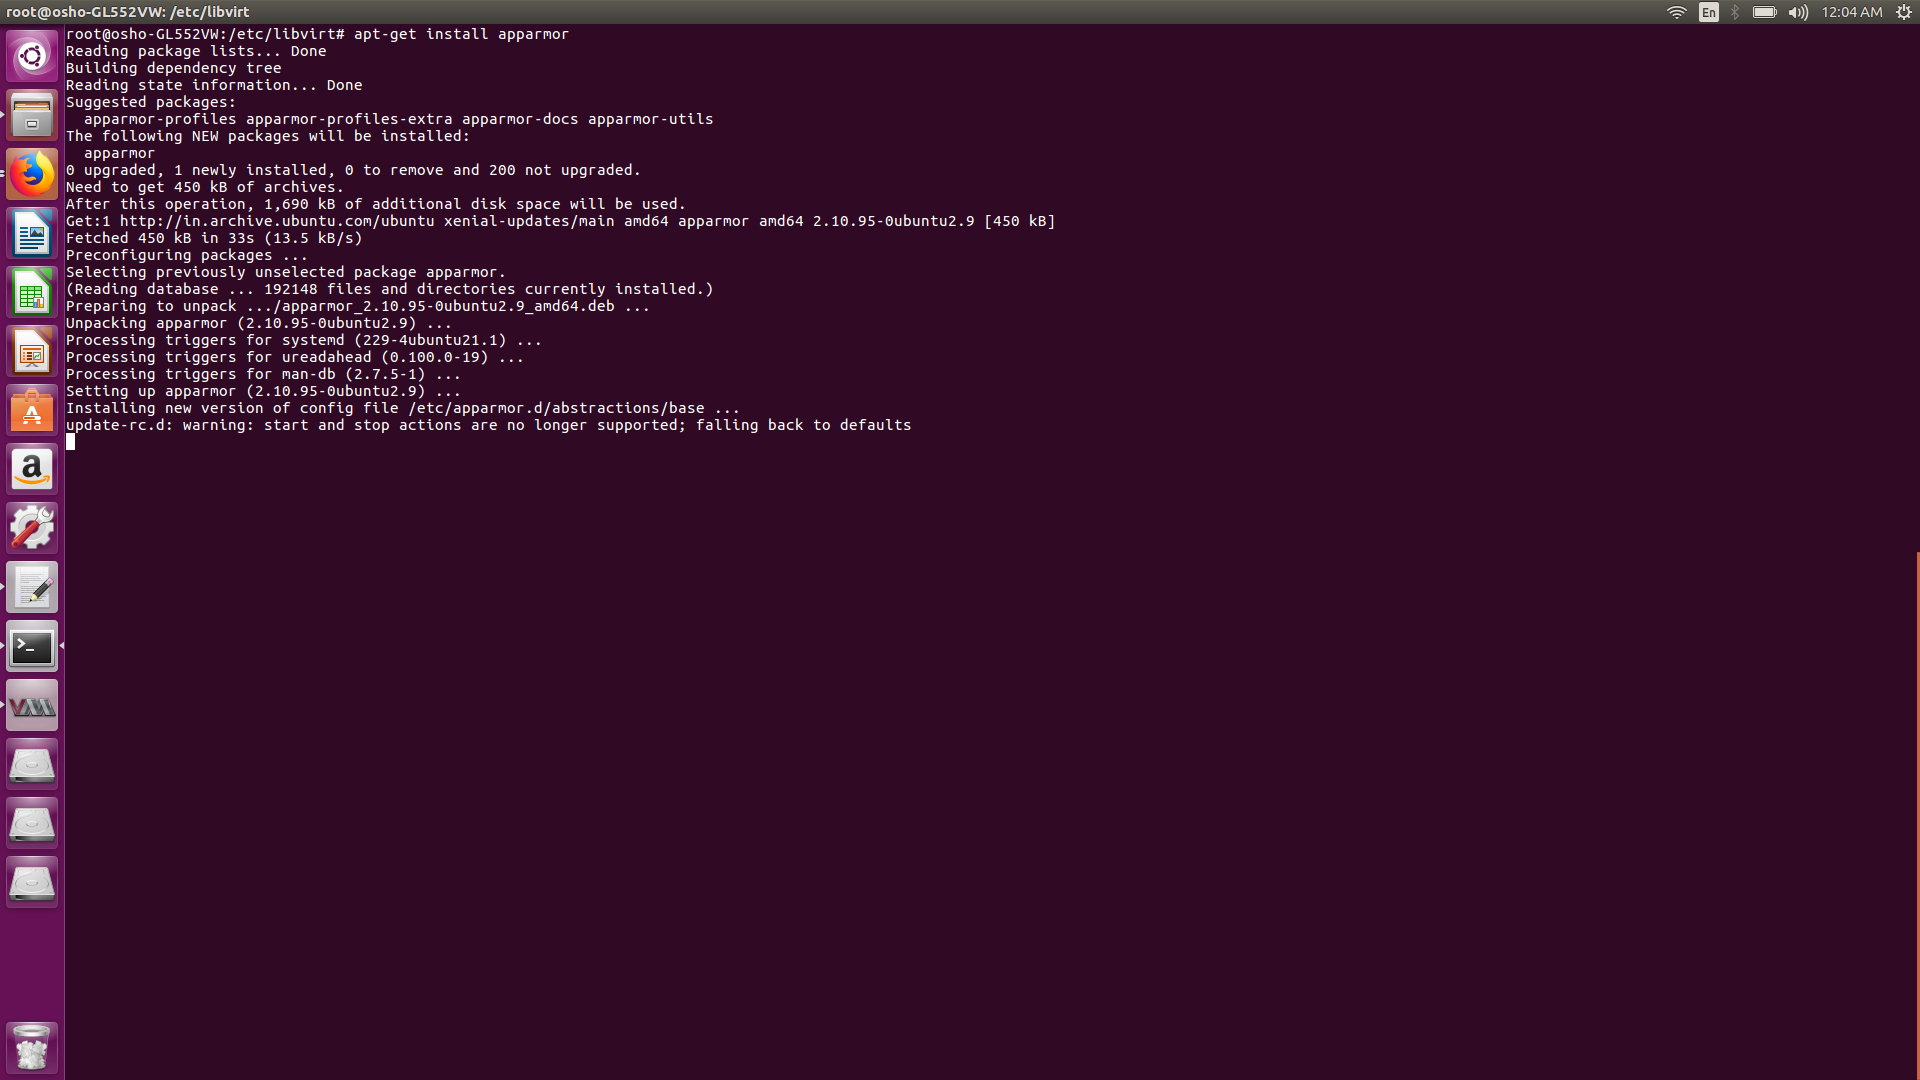 root@osho-GL552VW: /etc/libvirt
En
12:04 AM
root@osho-GL552VW:/etc/libvirt# apt-get install apparmor
Reading package lists... Done
Building dependency tree
Reading state information... Done
Suggested packages:
  apparmor-profiles apparmor-profiles-extra apparmor-docs apparmor-utils
The following NEW packages will be installed:
  apparmor
0 upgraded, 1 newly installed, 0 to remove and 200 not upgraded.
Need to get 450 kB of archives.
After this operation, 1,690 kB of additional disk space will be used.
Get:1 http://in.archive.ubuntu.com/ubuntu xenial-updates/main amd64 apparmor amd64 2.10.95-0ubuntu2.9 [450 kB]
Fetched 450 kB in 33s (13.5 kB/s)
Preconfiguring packages ...
Selecting previously unselected package apparmor.
(Reading database ... 192148 files and directories currently installed.)
Preparing to unpack .../apparmor_2.10.95-0ubuntu2.9_amd64.deb ...
Unpacking apparmor (2.10.95-0ubuntu2.9) ...
Processing triggers for systemd (229-4ubuntu21.1) ...
Processing triggers for ureadahead (0.100.0-19) ...
Processing triggers for man-db (2.7.5-1) ...
Setting up apparmor (2.10.95-0ubuntu2.9) ...
Installing new version of config file /etc/apparmor.d/abstractions/base ...
update-rc.d: warning: start and stop actions are no longer supported; falling back to defaults